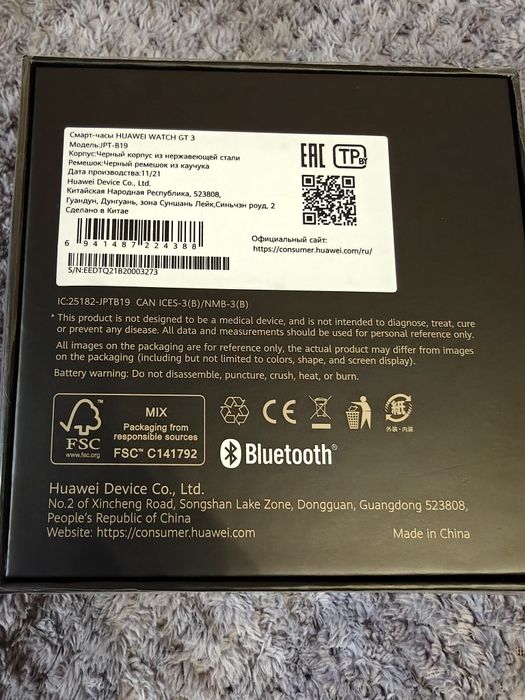 Смарт-часы HUAWEI WATCH GT 3
Модель:JPT-B19
Корпус:Черный корпус из нержавеющей стали
Ремешок:Черный ремешок из каучука
Дата производства:11/21
Huawei Device Co., Ltd.
Китайская Народная Республика, 523808,
Гуандун, Дунгуань, зона Суншань Лейк,Синьчэн роуд, 2
Сделано в Китае
EAC TP BY
6 941487 224388
S/N:EEDTQ21B20003273
Официальный сайт:
https://consumer.huawei.com/ru/
IC:25182-JPTB19 CAN ICES-3(B)/NMB-3(B)
* This product is not designed to be a medical device, and is not intended to diagnose, treat, cure
or prevent any disease. All data and measurements should be used for personal reference only.
All images on the packaging are for reference only, the actual product may differ from images
on the packaging (including but not limited to colors, shape, and screen display).
Battery warning: Do not disassemble, puncture, crush, heat, or burn.
FSC
www.fsc.org
MIX
Packaging from
responsible sources
FSC™ C141792
CE
紙
外装・内装
Bluetooth®
Huawei Device Co., Ltd.
No.2 of Xincheng Road, Songshan Lake Zone, Dongguan, Guangdong 523808,
People's Republic of China
Website: https://consumer.huawei.com
Made in China